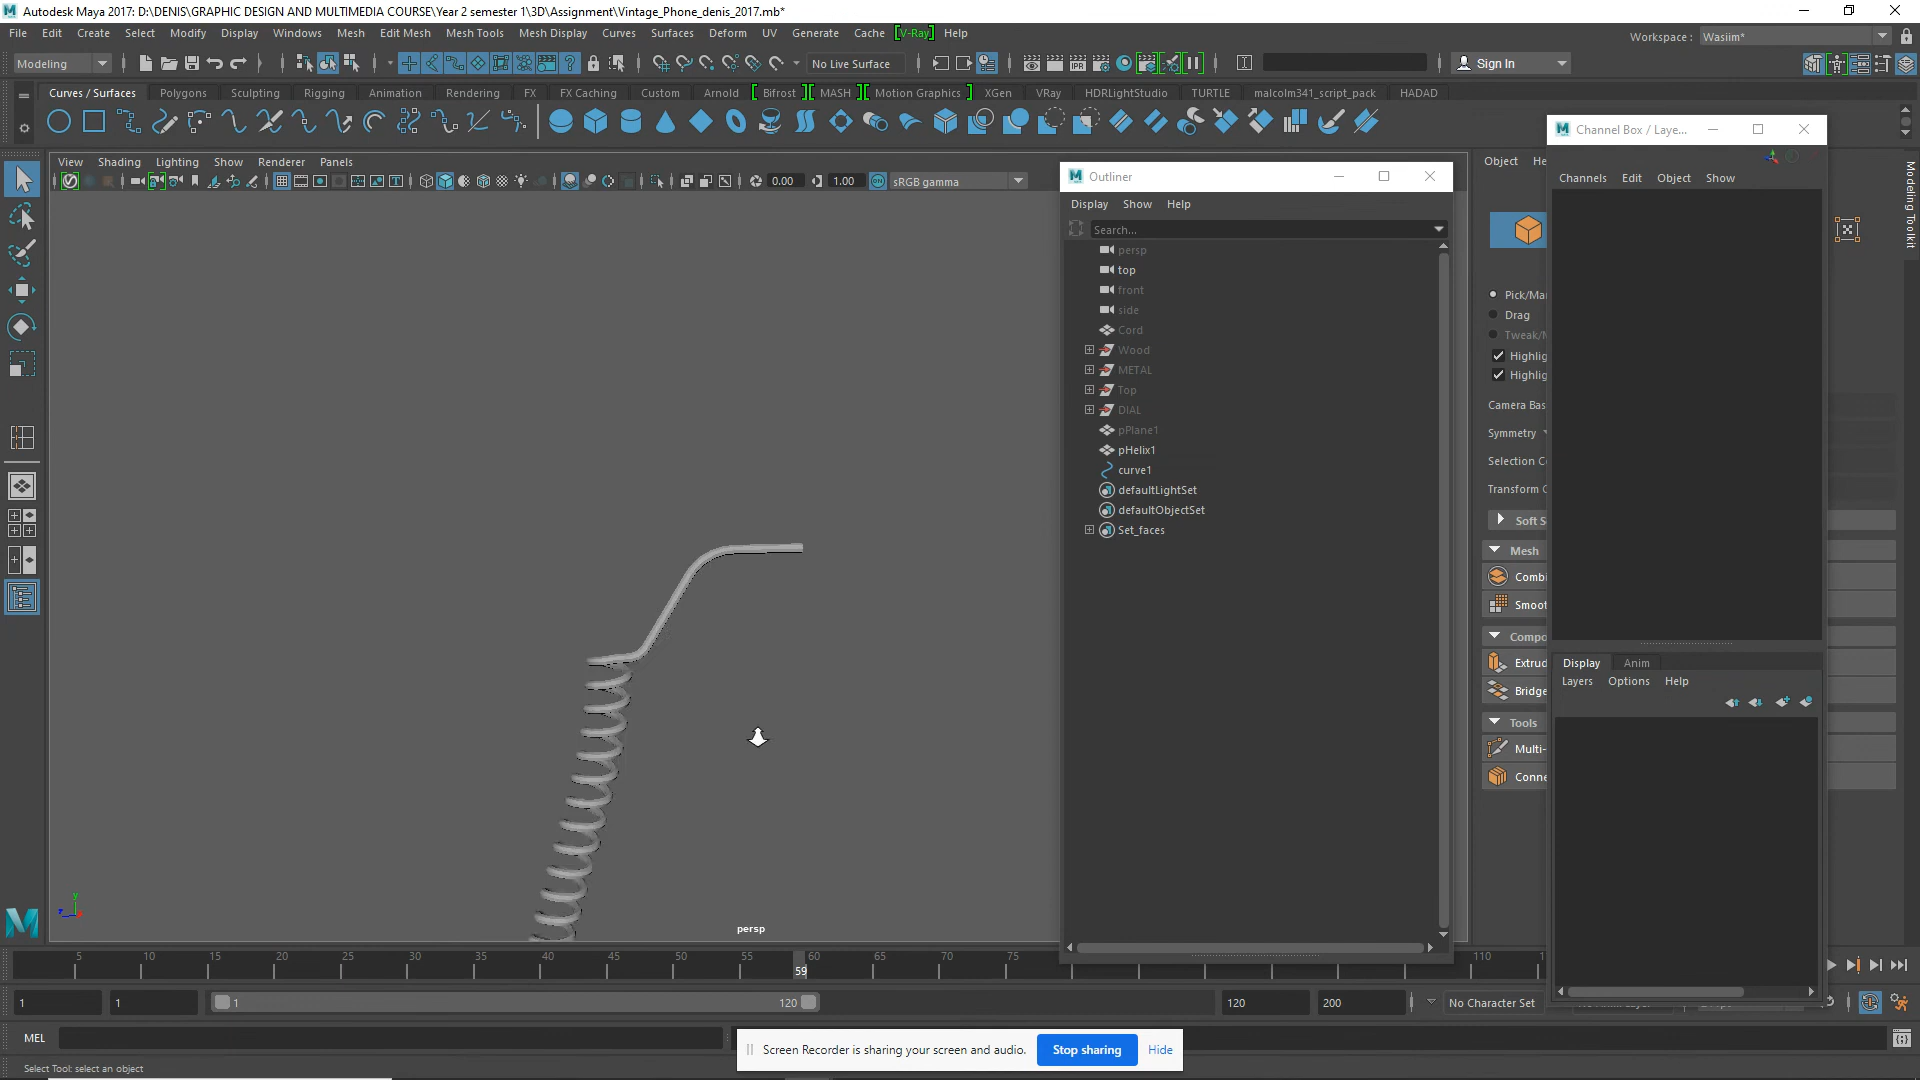 Autodesk Maya 2017: D:\DENIS\GRAPHIC DESIGN AND MULTIMEDIA COURSE\Year 2 semester 1\3D\Assignment\Vintage_Phone_denis_2017.mb*
File Edit Create Select Modify Display Windows Mesh Edit Mesh Mesh Tools Mesh Display Curves Surfaces Deform UV Generate Cache [V-Ray] Help
Workspace : Wasiim*
Modeling
No Live Surface
IPR
Sign In
Curves / Surfaces Polygons Sculpting Rigging Animation Rendering FX FX Caching Custom Arnold [ Bifrost ] [ MASH ] [ Motion Graphics ] XGen VRay HDRLightStudio TURTLE malcolm341_script_pack HADAD
View Shading Lighting Show Renderer Panels
0.00 1.00 ON sRGB gamma
persp
Outliner
Display Show Help
Search...
persp
top
front
side
Cord
Wood
METAL
Top
DIAL
pPlane1
pHelix1
curve1
defaultLightSet
defaultObjectSet
Set_faces
Object He
Pick/Ma
Drag
Tweak/M
Highlig
Highlig
Camera Bas
Symmetry
Selection Co
Transform C
Soft S
Mesh
Combi
Smoot
Compo
Extrud
Bridge
Tools
Multi-
Conne
Channel Box / Laye...
Channels Edit Object Show
Display Anim
Layers Options Help
Modeling Toolkit
5 10 15 20 25 30 35 40 45 50 55 60 65 70 75 110
59
1 1 1 120 120 200 No Character Set
MEL
Screen Recorder is sharing your screen and audio. Stop sharing Hide
Select Tool: select an object